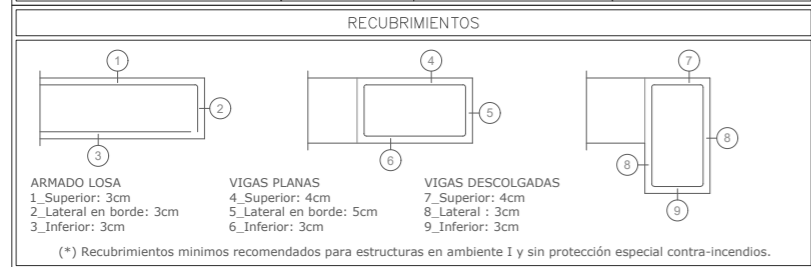 RECUBRIMIENTOS
1
2
3
4
5
6
7
8
8
9
ARMADO LOSA
1_Superior: 3cm
2_Lateral en borde: 3cm
3_Inferior: 3cm
VIGAS PLANAS
4_Superior: 4cm
5_Lateral en borde: 5cm
6_Inferior: 3cm
VIGAS DESCOLGADAS
7_Superior: 4cm
8_Lateral : 3cm
9_Inferior: 3cm
(*) Recubrimientos minimos recomendados para estructuras en ambiente I y sin protección especial contra-incendios.